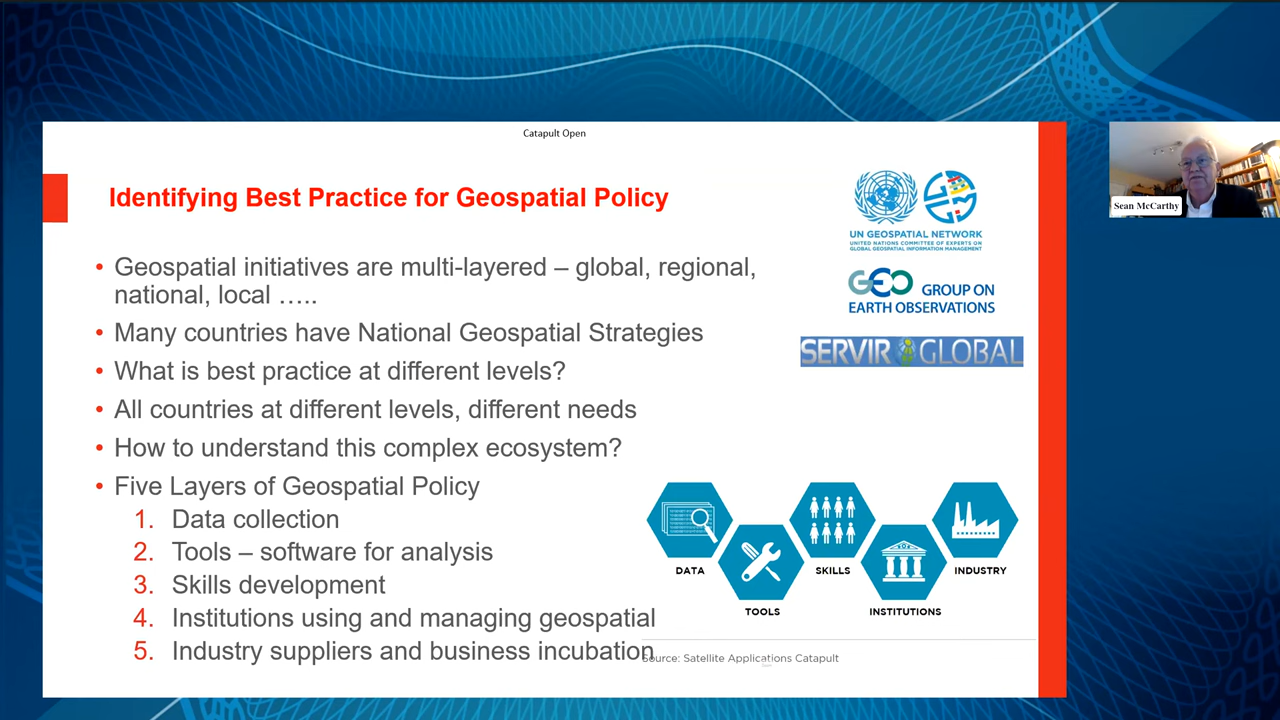 Catapult Open
Identifying Best Practice for Geospatial Policy
• Geospatial initiatives are multi-layered – global, regional,
national, local …..
• Many countries have National Geospatial Strategies
• What is best practice at different levels?
• All countries at different levels, different needs
• How to understand this complex ecosystem?
• Five Layers of Geospatial Policy
1. Data collection
2. Tools – software for analysis
3. Skills development
4. Institutions using and managing geospatial
5. Industry suppliers and business incubation
UN GEOSPATIAL NETWORK
UNITED NATIONS COMMITTEE OF EXPERTS ON
GLOBAL GEOSPATIAL INFORMATION MANAGEMENT
GEO GROUP ON
EARTH OBSERVATIONS
SERVIR GLOBAL
DATA
TOOLS
SKILLS
INSTITUTIONS
INDUSTRY
Source: Satellite Applications Catapult
Sean McCarthy